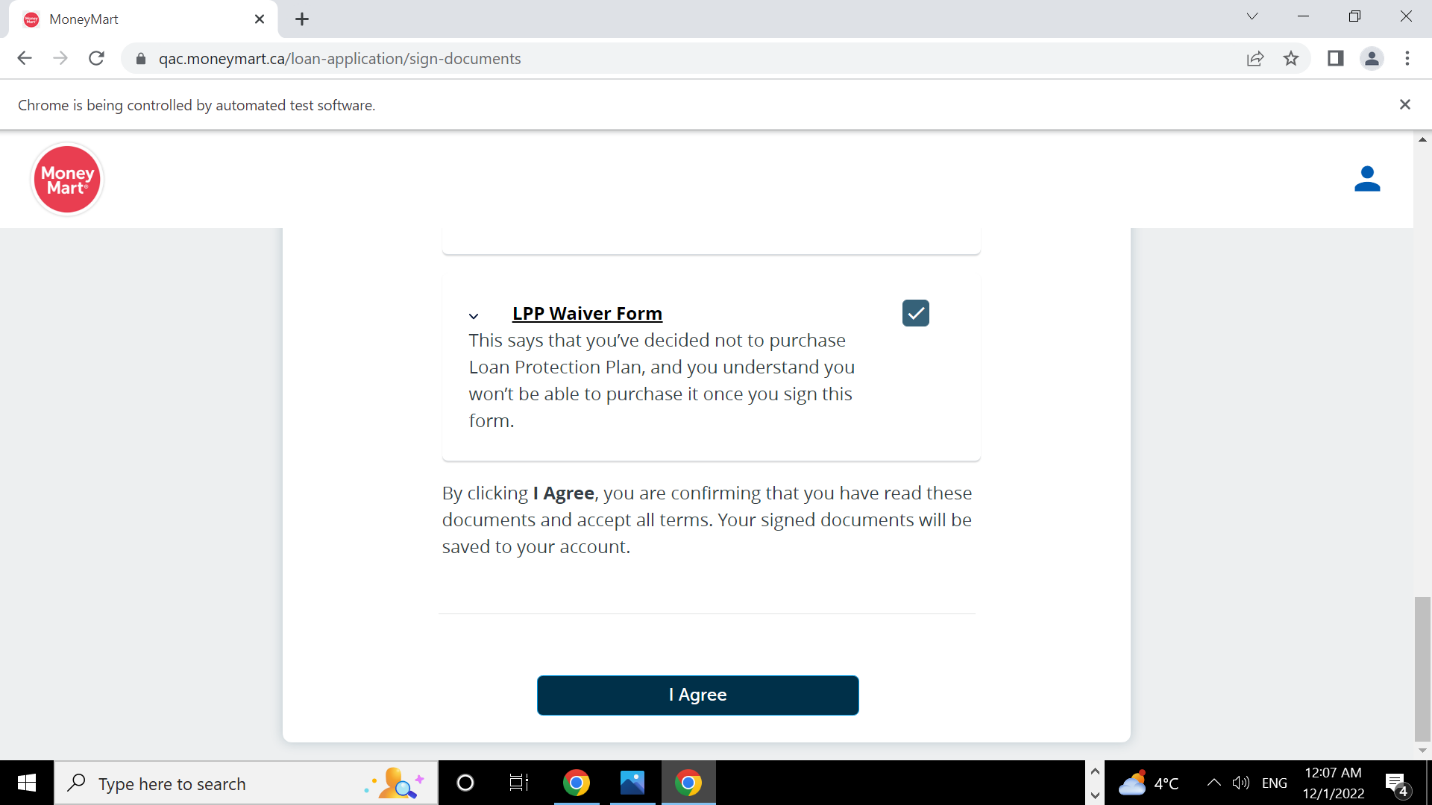 MoneyMart
qac.moneymart.ca/loan-application/sign-documents
Chrome is being controlled by automated test software.
Money
Mart®
LPP Waiver Form
This says that you’ve decided not to purchase
Loan Protection Plan, and you understand you
won’t be able to purchase it once you sign this
form.
By clicking I Agree, you are confirming that you have read these
documents and accept all terms. Your signed documents will be
saved to your account.
I Agree
Type here to search
4°C
ENG
12:07 AM
12/1/2022
4